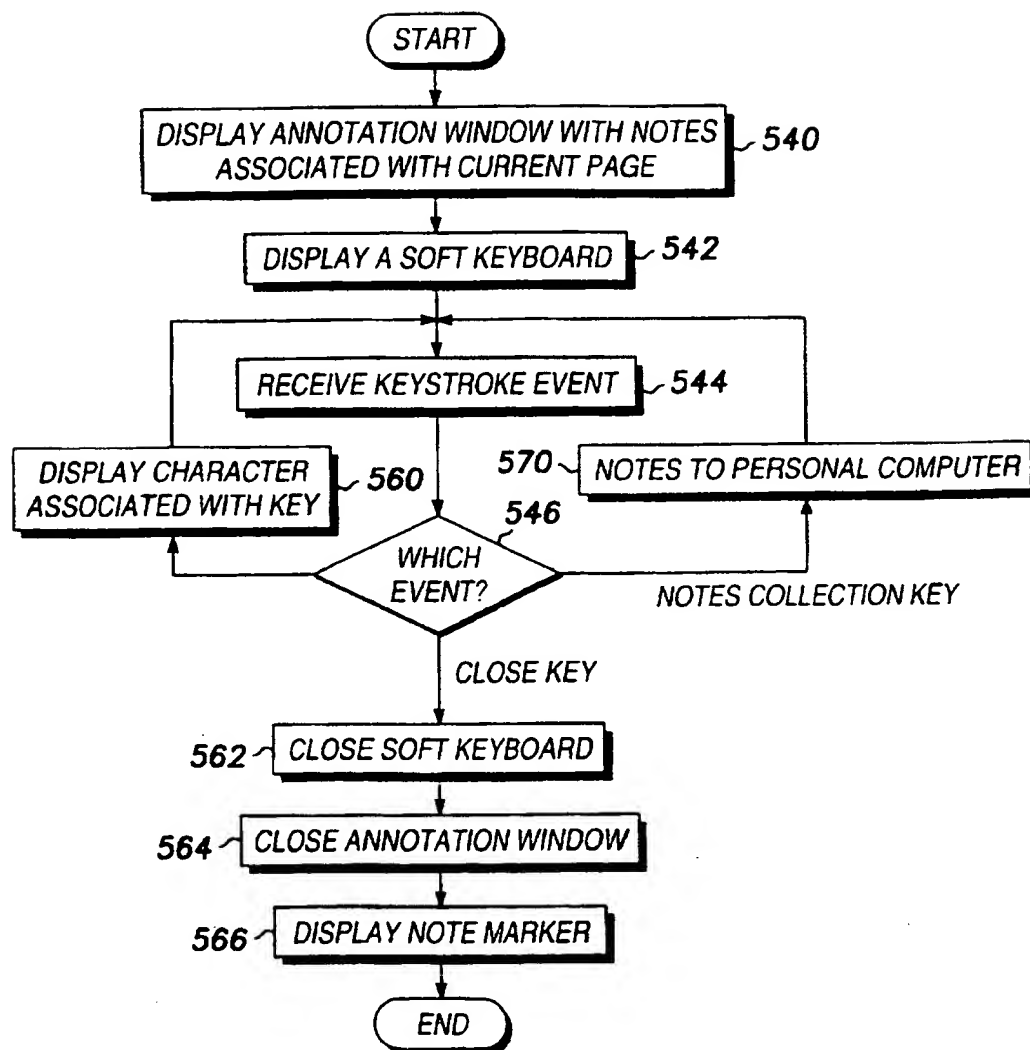 START
DISPLAY ANNOTATION WINDOW WITH NOTES
ASSOCIATED WITH CURRENT PAGE
540
DISPLAY A SOFT KEYBOARD
542
RECEIVE KEYSTROKE EVENT
544
DISPLAY CHARACTER
ASSOCIATED WITH KEY
560
570
NOTES TO PERSONAL COMPUTER
546
WHICH
EVENT?
NOTES COLLECTION KEY
CLOSE KEY
562
CLOSE SOFT KEYBOARD
564
CLOSE ANNOTATION WINDOW
566
DISPLAY NOTE MARKER
END